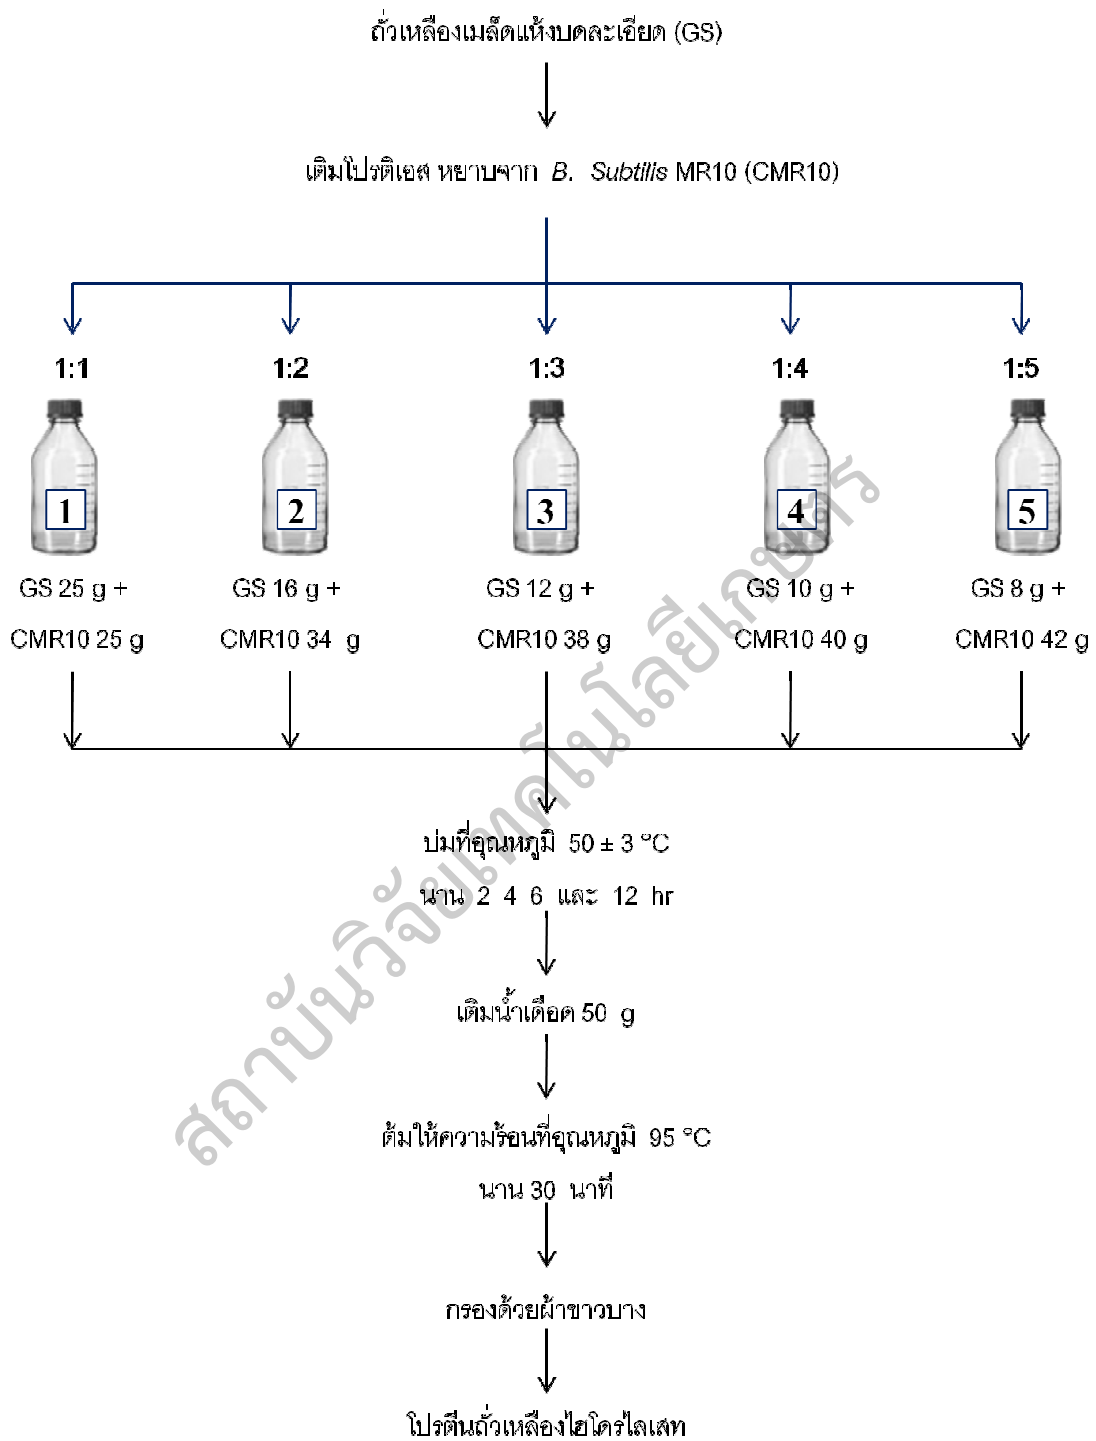 ถั่วเหลืองเมล็ดแห้งบดละเอียด (GS)
เติมโปรติเอส หยาบจาก B. Subtilis MR10 (CMR10)
1:1 1:2 1:3 1:4 1:5
1 2 3 4 5
GS 25 g + GS 16 g + GS 12 g + GS 10 g + GS 8 g +
CMR10 25 g CMR10 34 g CMR10 38 g CMR10 40 g CMR10 42 g
บ่มที่อุณหภูมิ 50 ± 3 °C
นาน 2 4 6 และ 12 hr
เติมน้ำเดือด 50 g
ต้มให้ความร้อนที่อุณหภูมิ 95 °C
นาน 30 นาที
กรองด้วยผ้าขาวบาง
โปรตีนถั่วเหลืองไฮโดรไลเสท
สถาบันวิจัยเทคโนโลยีเกษตร